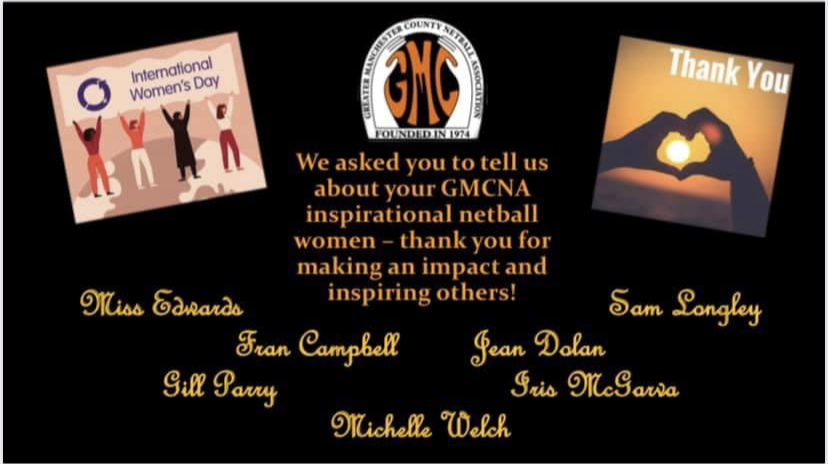 International
Women's Day
GREATER MANCHESTER COUNTY NETBALL ASSOCIATION
GMC
FOUNDED IN 1974
Thank You
We asked you to tell us
about your GMCNA
inspirational netball
women – thank you for
making an impact and
inspiring others!
Miss Edwards
Sam Longley
Fran Campbell
Jean Dolan
Gill Parry
Iris McGarva
Michelle Welch